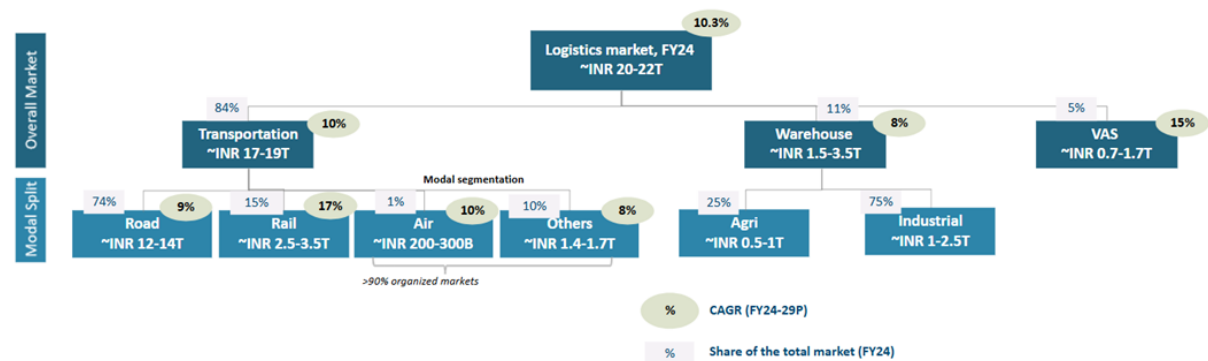 10.3%
Overall Market
Logistics market, FY24
~INR 20-22T
84%
11%
5%
10%
8%
15%
Transportation
~INR 17-19T
Warehouse
~INR 1.5-3.5T
VAS
~INR 0.7-1.7T
Modal segmentation
Modal Split
74%
9%
15%
17%
1%
10%
10%
8%
25%
75%
Road
~INR 12-14T
Rail
~INR 2.5-3.5T
Air
~INR 200-300B
Others
~INR 1.4-1.7T
Agri
~INR 0.5-1T
Industrial
~INR 1-2.5T
>90% organized markets
% CAGR (FY24-29P)
% Share of the total market (FY24)